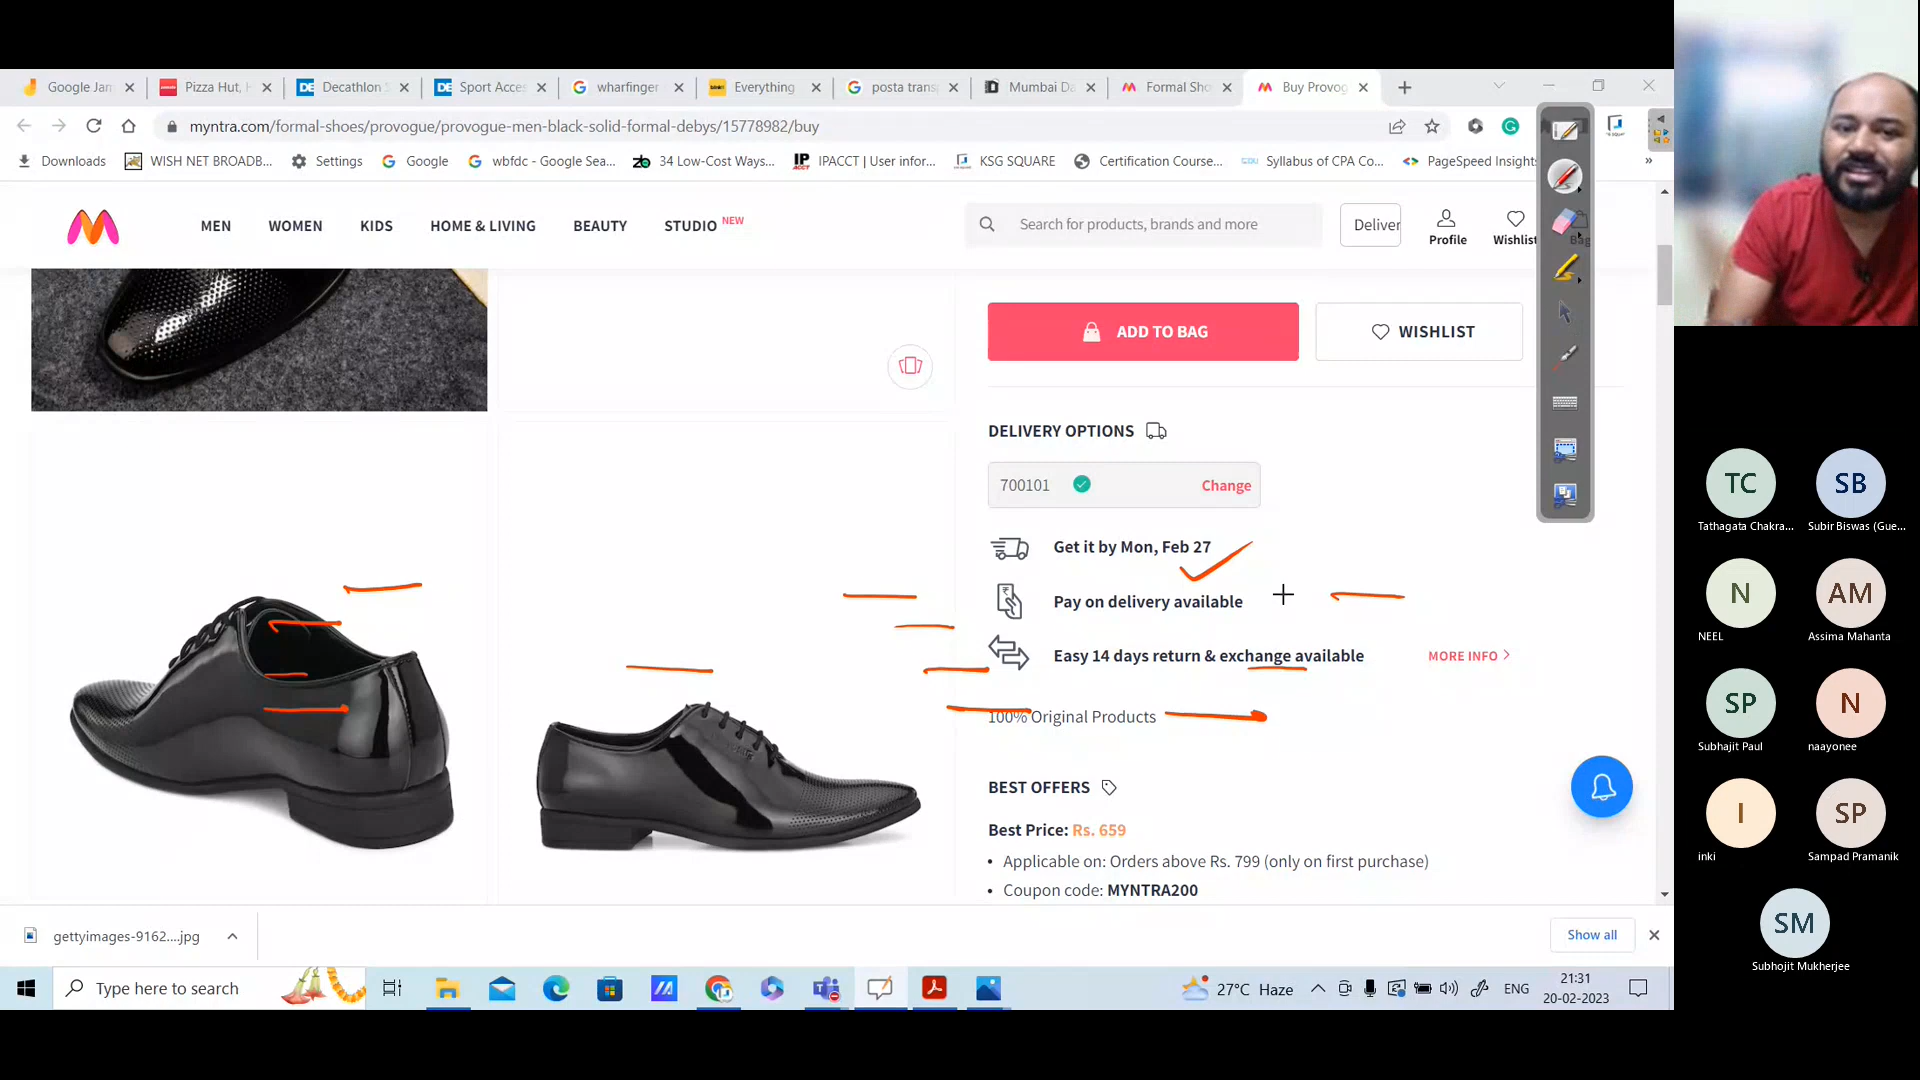 Google Jan
Pizza Hut, H
Decathlon S
Sport Acces
wharfinger
Everything
posta trans
Mumbai Da
Formal Sho
Buy Provog
myntra.com/formal-shoes/provogue/provogue-men-black-solid-formal-debys/15778982/buy
Downloads
WISH NET BROADB...
Settings
Google
wbfdc - Google Sea...
34 Low-Cost Ways...
IPACCT | User infor...
KSG SQUARE
Certification Course...
Syllabus of CPA Co...
PageSpeed Insights
MEN
WOMEN
KIDS
HOME & LIVING
BEAUTY
STUDIO NEW
Search for products, brands and more
Deliver
Profile
Wishlist
Bag
ADD TO BAG
WISHLIST
DELIVERY OPTIONS
700101
Change
Get it by Mon, Feb 27
Pay on delivery available
Easy 14 days return & exchange available
MORE INFO
100% Original Products
BEST OFFERS
Best Price: Rs. 659
• Applicable on: Orders above Rs. 799 (only on first purchase)
• Coupon code: MYNTRA200
gettyimages-9162....jpg
Show all
Type here to search
27°C Haze
ENG
21:31
20-02-2023
TC
Tathagata Chakra...
SB
Subir Biswas (Gue...
N
NEEL
AM
Assima Mahanta
SP
Subhajit Paul
N
naayonee
I
inki
SP
Sampad Pramanik
SM
Subhojit Mukherjee